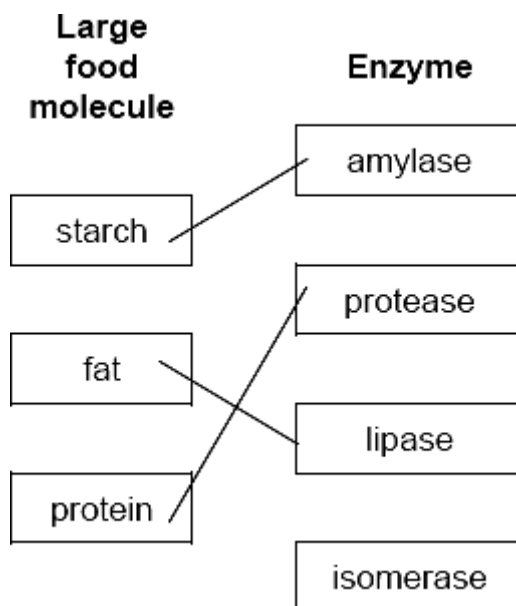 Large
food
molecule
Enzyme
amylase
starch
protease
fat
lipase
protein
isomerase